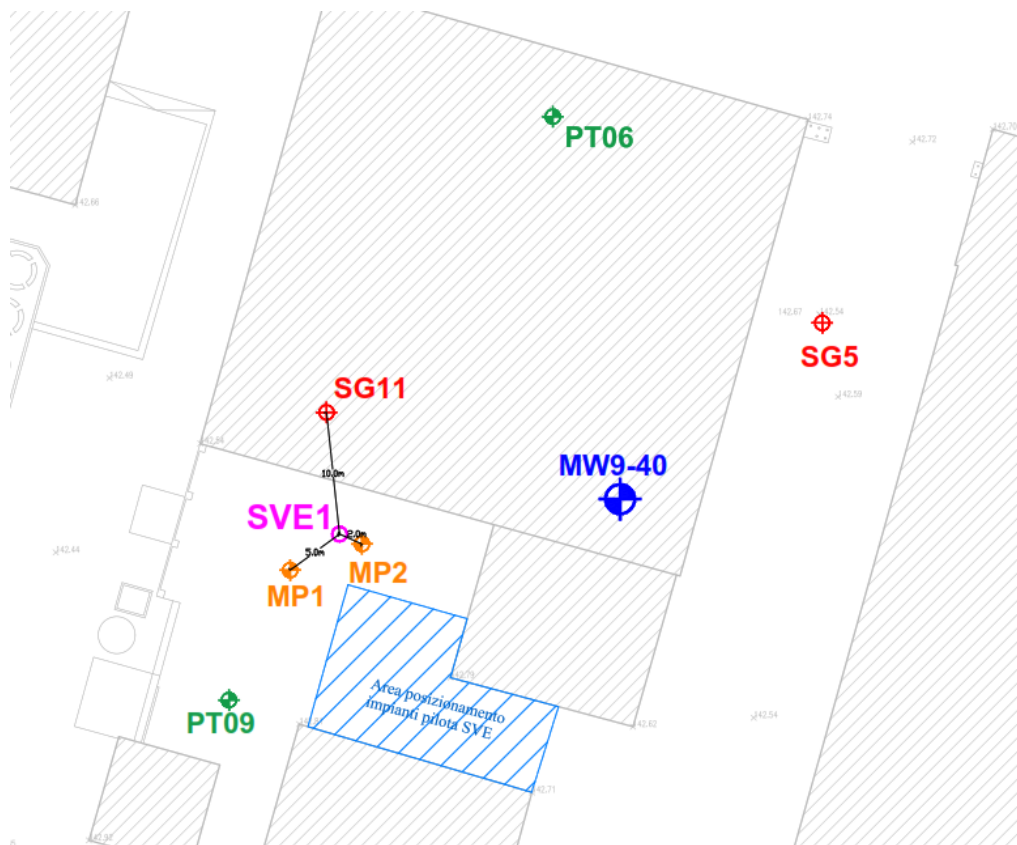 142.74
PT06
142.72
142.70
142.66
142.67
142.54
SG5
142.49
SG11
142.59
142.54
MW9-40
10.0m
SVE1
2.0m
5.0m
142.44
MP2
MP1
Area posizionamento
impianti pilota SVE
PT09
142.62
142.54
142.71